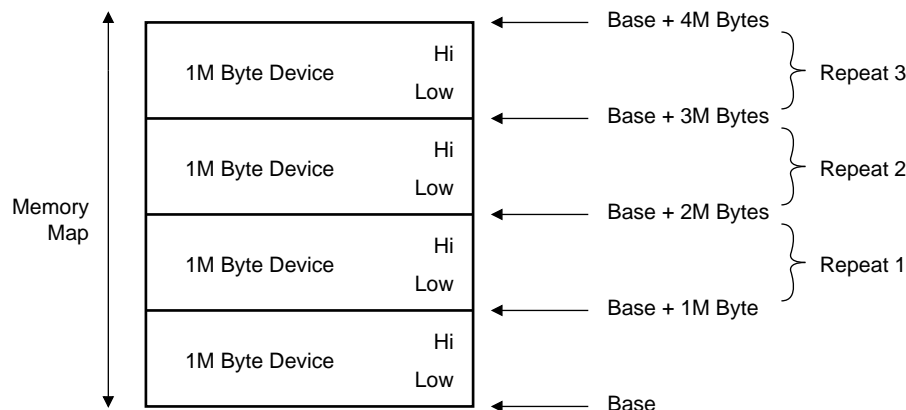 Base + 4M Bytes
Hi
1M Byte Device
Low
Repeat 3
Base + 3M Bytes
Hi
1M Byte Device
Low
Repeat 2
Memory
Map
Base + 2M Bytes
Hi
1M Byte Device
Low
Repeat 1
Base + 1M Byte
Hi
1M Byte Device
Low
Base